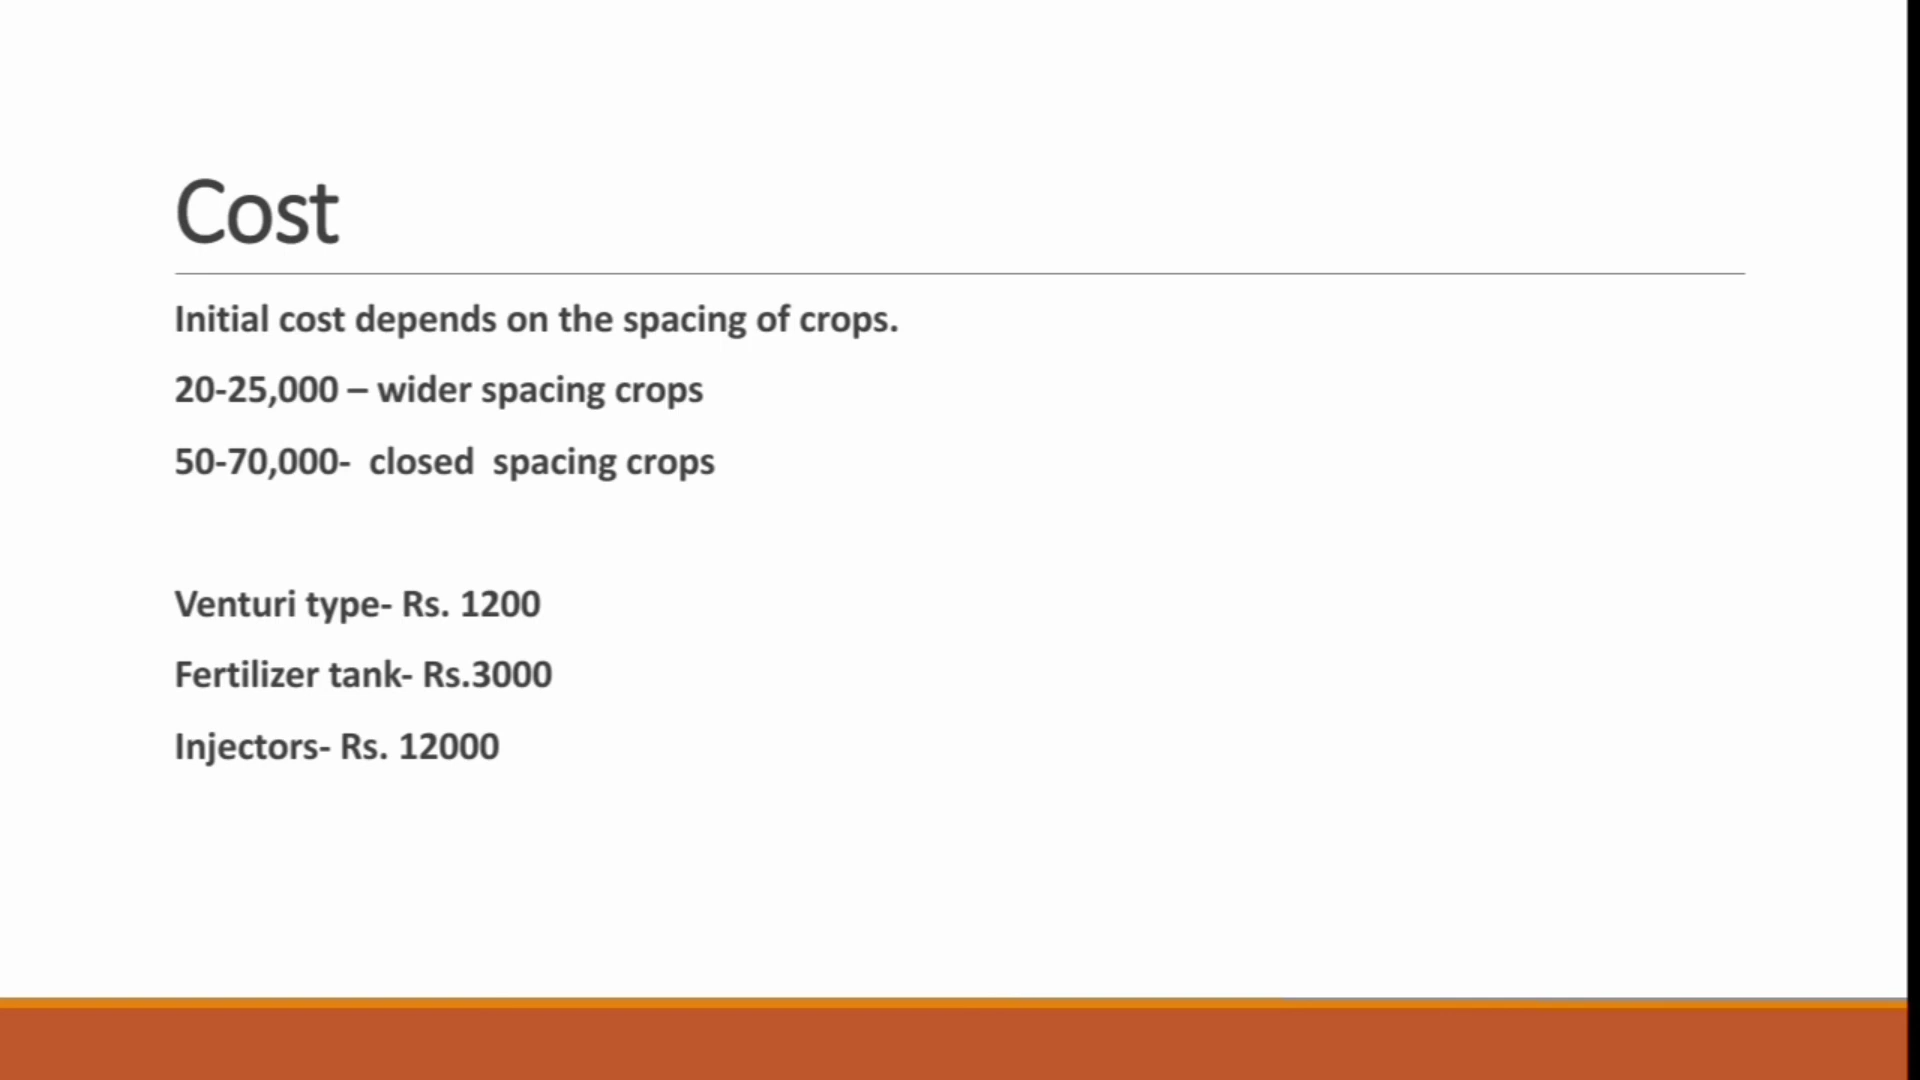 Cost
Initial cost depends on the spacing of crops.
20-25,000 – wider spacing crops
50-70,000-  closed  spacing crops
Venturi type- Rs. 1200
Fertilizer tank- Rs.3000
Injectors- Rs. 12000